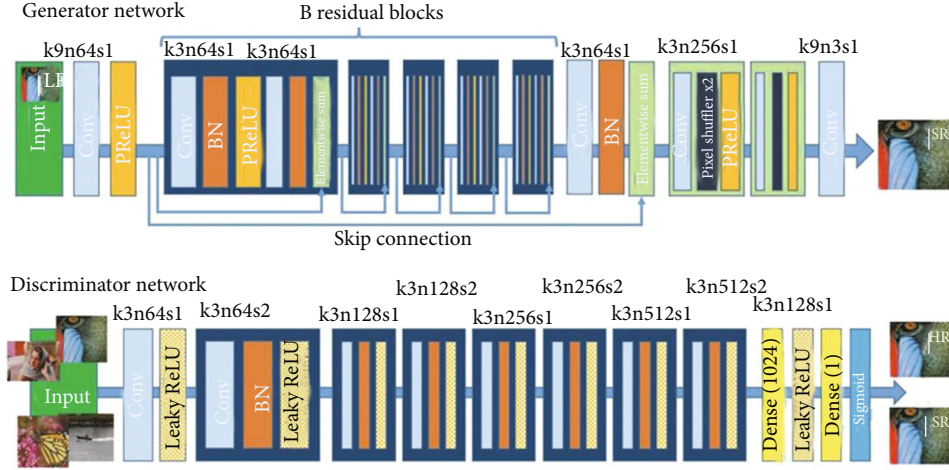 Generator network
B residual blocks
k9n64s1
k3n64s1
k3n64s1
k3n64s1
k3n256s1
k9n3s1
LR
Input
Conv
PReLU
Conv
BN
PReLU
Elementwise sum
Conv
BN
Elementwise sum
Conv
Pixel shuffler x2
PReLU
Conv
SR
Skip connection
Discriminator network
k3n64s1
k3n64s2
k3n128s1
k3n128s2
k3n256s1
k3n256s2
k3n512s1
k3n512s2
k3n128s1
Input
Conv
Leaky ReLU
Conv
BN
Leaky ReLU
Dense (1024)
Leaky ReLU
Dense (1)
Sigmoid
HR
SR